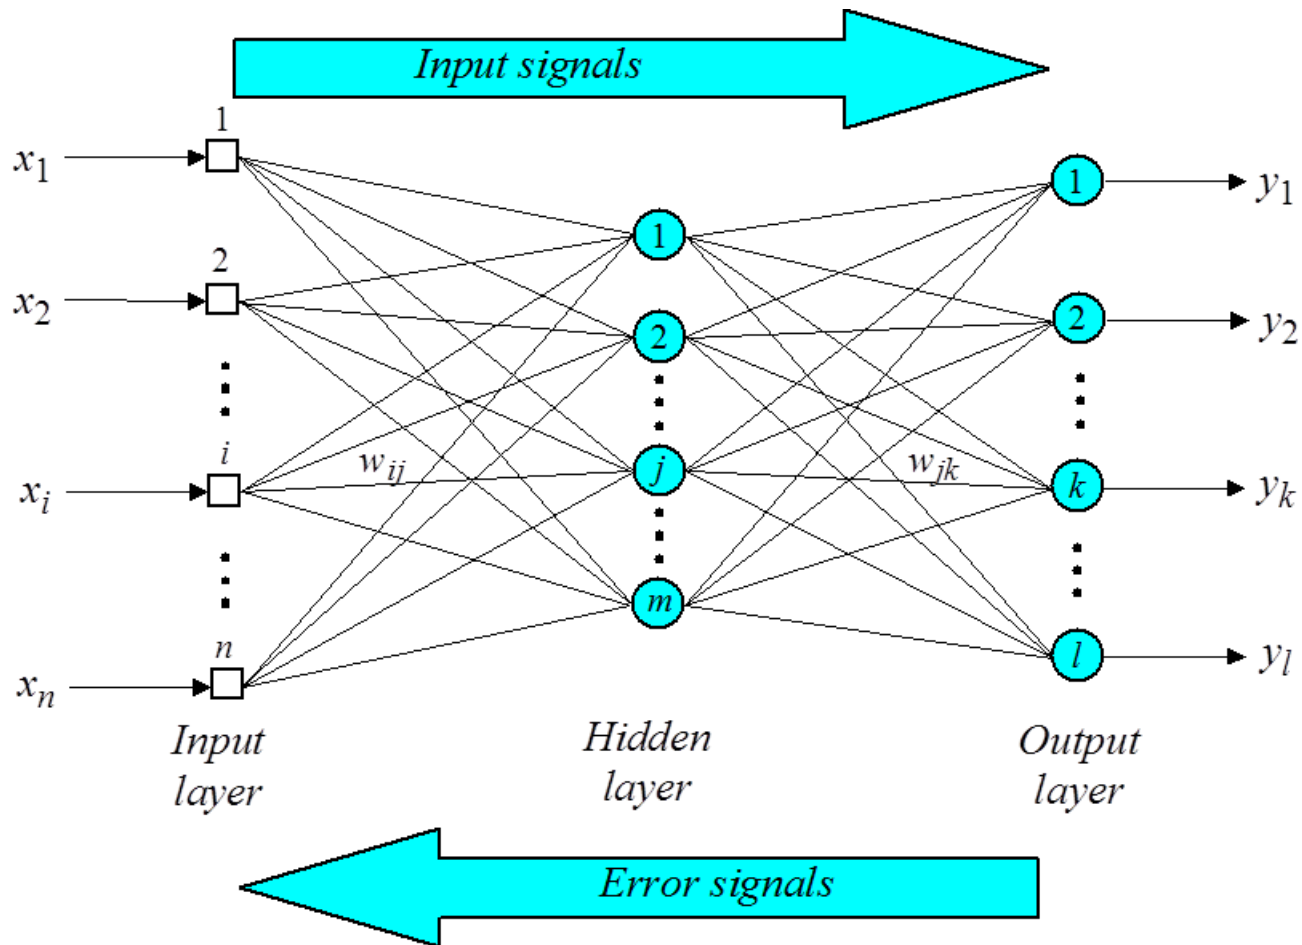 Input signals
1
x1
1
y1
1
2
x2
2
2
y2
i
xi
wij
j
wjk
k
yk
m
n
xn
l
yl
Input
layer
Hidden
layer
Output
layer
Error signals